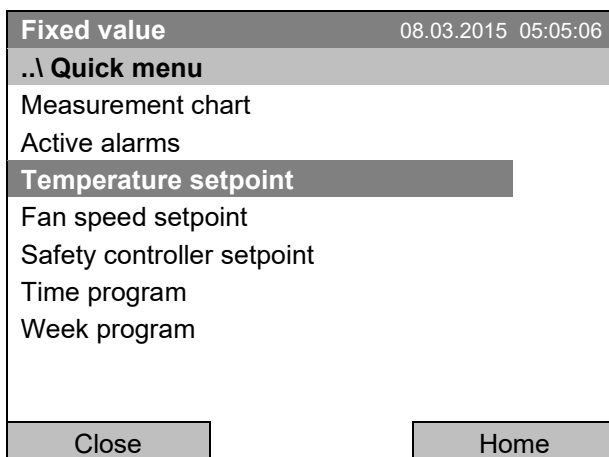 Fixed value 08.03.2015 05:05:06
..\ Quick menu
Measurement chart
Active alarms
Temperature setpoint
Fan speed setpoint
Safety controller setpoint
Time program
Week program
Close Home